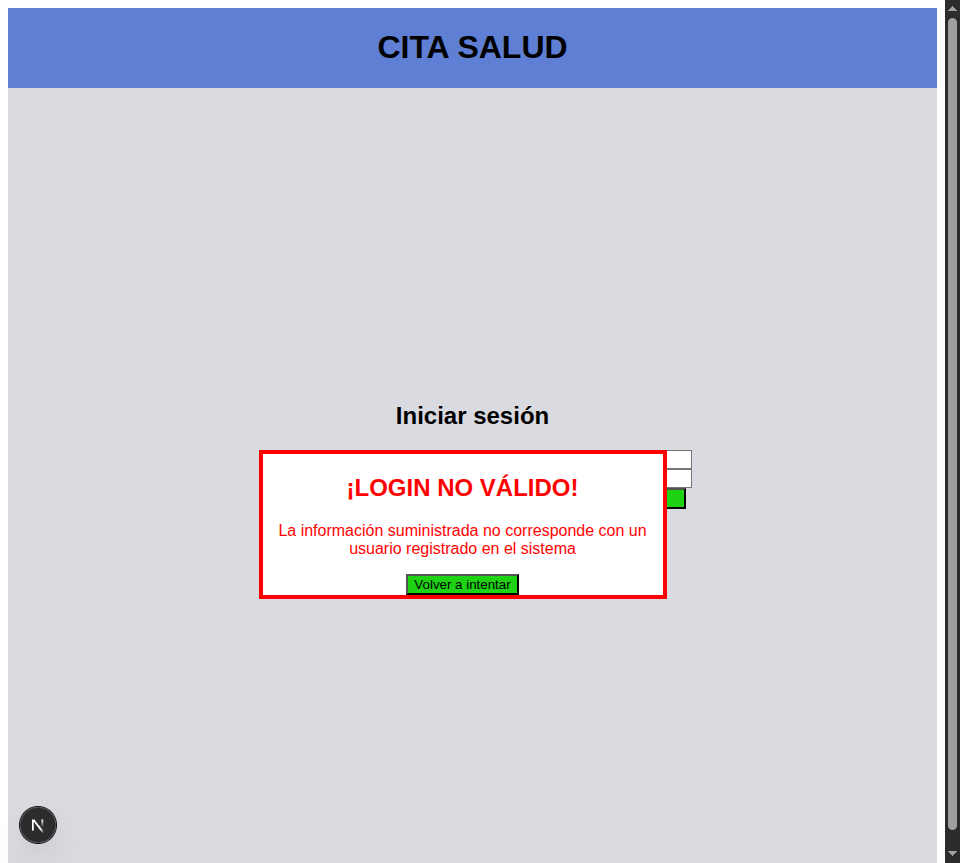 CITA SALUD
Iniciar sesión
¡LOGIN NO VÁLIDO!
La información suministrada no corresponde con un
usuario registrado en el sistema
Volver a intentar
N